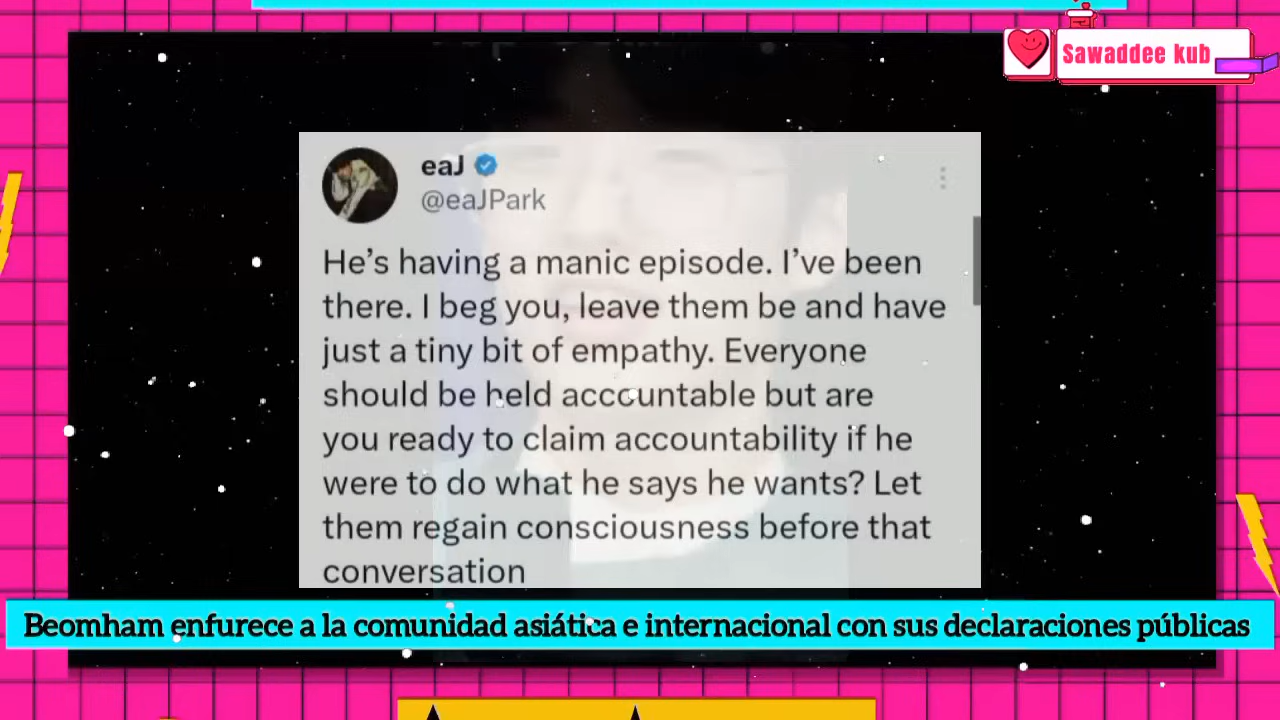 Sawaddee kub
eaJ
@eaJPark
He’s having a manic episode. I’ve been
there. I beg you, leave them be and have
just a tiny bit of empathy. Everyone
should be held accountable but are
you ready to claim accountability if he
were to do what he says he wants? Let
them regain consciousness before that
conversation
Beomham enfurece a la comunidad asiática e internacional con sus declaraciones públicas